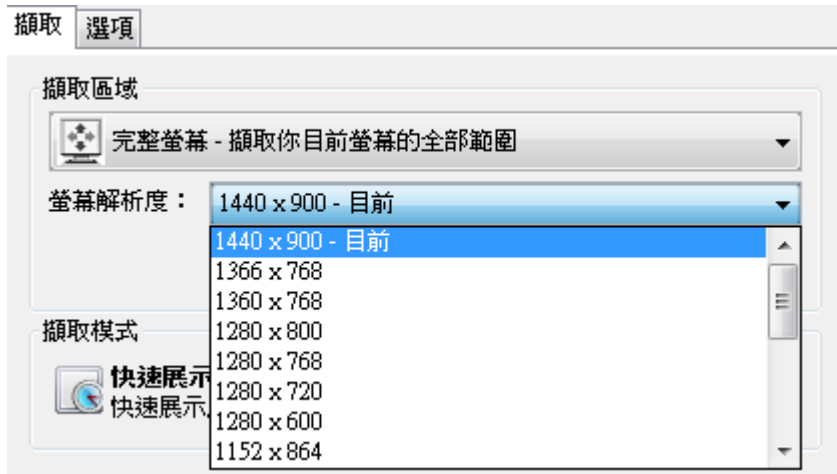 擷取 選項
擷取區域
完整螢幕 - 擷取你目前螢幕的全部範圍
螢幕解析度： 1440 x 900 - 目前
1440 x 900 - 目前
1366 x 768
1360 x 768
1280 x 800
1280 x 768
1280 x 720
1280 x 600
1152 x 864
擷取模式
快速展示
快速展示